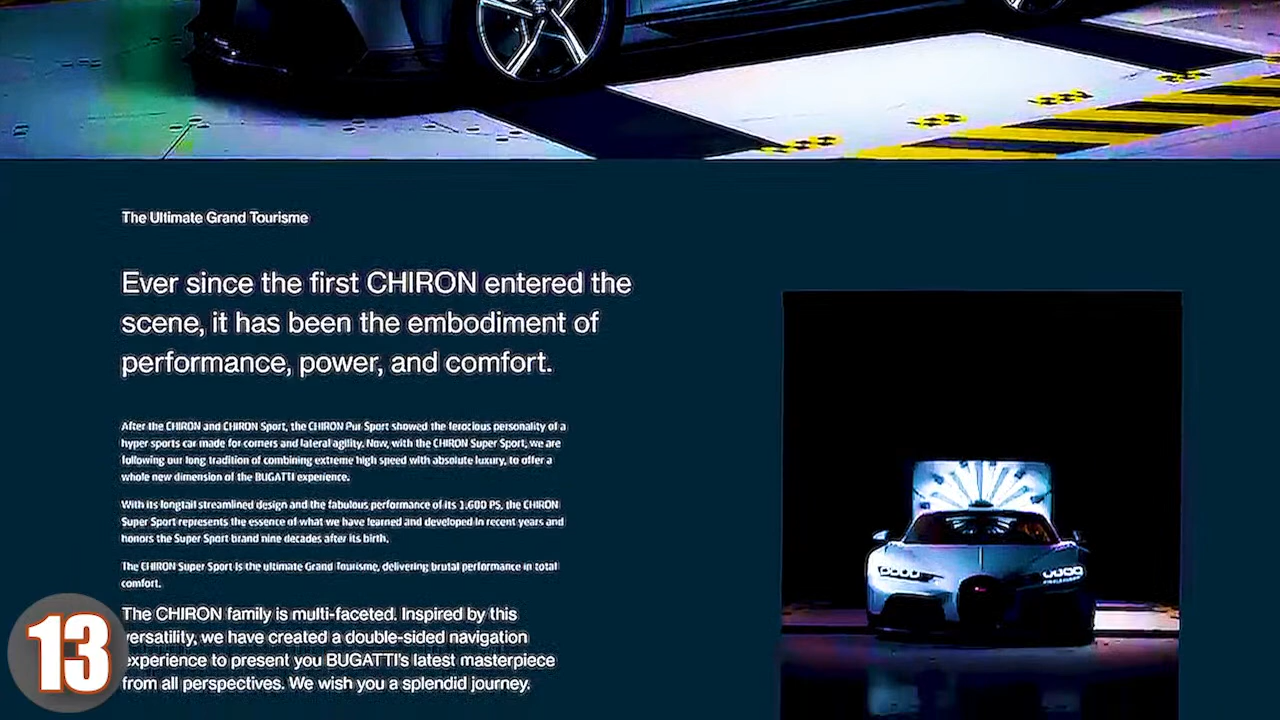 The Ultimate Grand Tourisme
Ever since the first CHIRON entered the
scene, it has been the embodiment of
performance, power, and comfort.
After the CHIRON and CHIRON Sport, the CHIRON Pur Sport showed the ferocious personality of a
hyper sports car made for corners and lateral agility. Now, with the CHIRON Super Sport, we are
following our long tradition of combining extreme high speed with absolute luxury, to offer a
whole new dimension of the BUGATTI experience.
With its longtail streamlined design and the fabulous performance of its 1.600 PS, the CHIRON
Super Sport represents the essence of what we have learned and developed in recent years and
honors the Super Sport brand nine decades after its birth.
The CHIRON Super Sport is the ultimate Grand Tourisme, delivering brutal performance in total
comfort.
The CHIRON family is multi-faceted. Inspired by this
versatility, we have created a double-sided navigation
experience to present you BUGATTI's latest masterpiece
from all perspectives. We wish you a splendid journey.
13